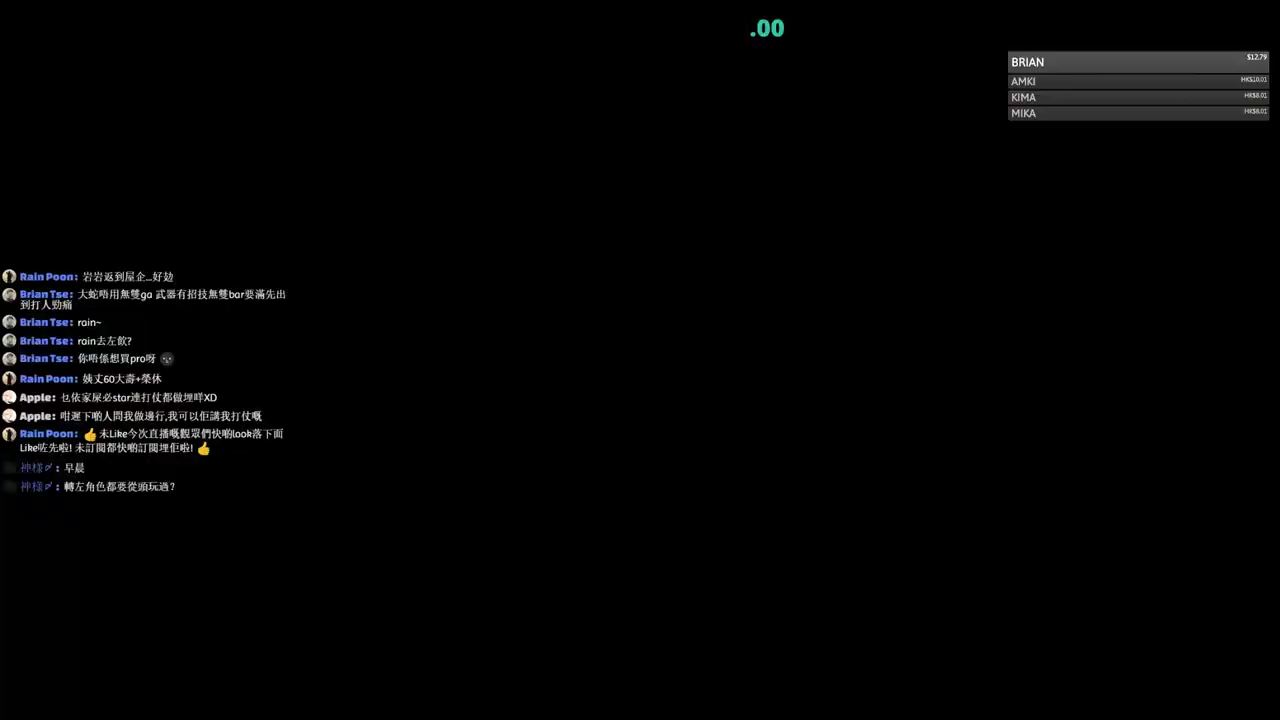 .00
BRIAN $12.79
AMKI HK$10.01
KIMA HK$8.01
MIKA HK$8.01
Rain Poon: 岩岩返到屋企...好攰
Brian Tse: 大蛇唔用無雙ga 武器有招技無雙bar要滿先出
到打人勁痛
Brian Tse: rain~
Brian Tse: rain去左飲?
Brian Tse: 你唔係想買pro呀
Rain Poon: 姨丈60大壽+榮休
Apple: 乜依家屎必star連打仗都做埋咩XD
Apple: 咁遲下啲人問我做邊行,我可以佢講我打仗嘅
Rain Poon: 👍未Like今次直播嘅觀眾們快啲look落下面
Like咗先啦! 未訂閱都快啲訂閱埋佢啦! 👍
神樣〆: 早晨
神樣〆: 轉左角色都要從頭玩過?